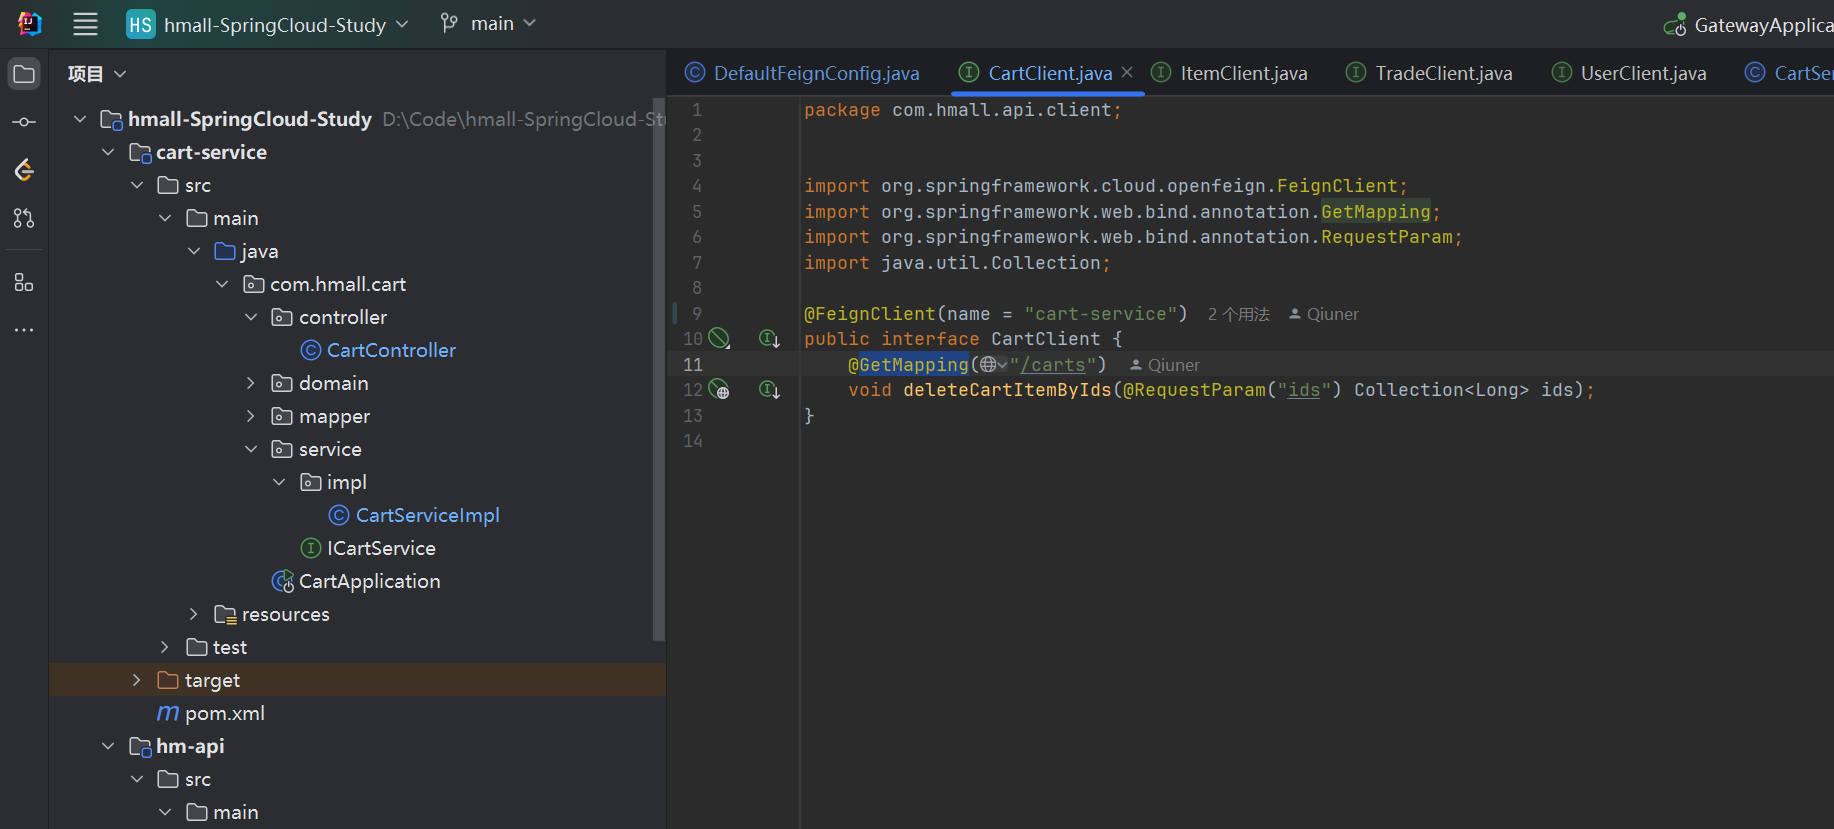 HS hmall-SpringCloud-Study main GatewayApplica
项目
hmall-SpringCloud-Study D:\Code\hmall-SpringCloud-St
cart-service
src
main
java
com.hmall.cart
controller
CartController
domain
mapper
service
impl
CartServiceImpl
ICartService
CartApplication
resources
test
target
pom.xml
hm-api
src
main
DefaultFeignConfig.java CartClient.java ItemClient.java TradeClient.java UserClient.java CartSer
1 package com.hmall.api.client;
2
3
4 import org.springframework.cloud.openfeign.FeignClient;
5 import org.springframework.web.bind.annotation.GetMapping;
6 import org.springframework.web.bind.annotation.RequestParam;
7 import java.util.Collection;
8
9 @FeignClient(name = "cart-service") 2 个用法 Qiuner
10 public interface CartClient {
11 @GetMapping("/carts") Qiuner
12 void deleteCartItemByIds(@RequestParam("ids") Collection<Long> ids);
13 }
14